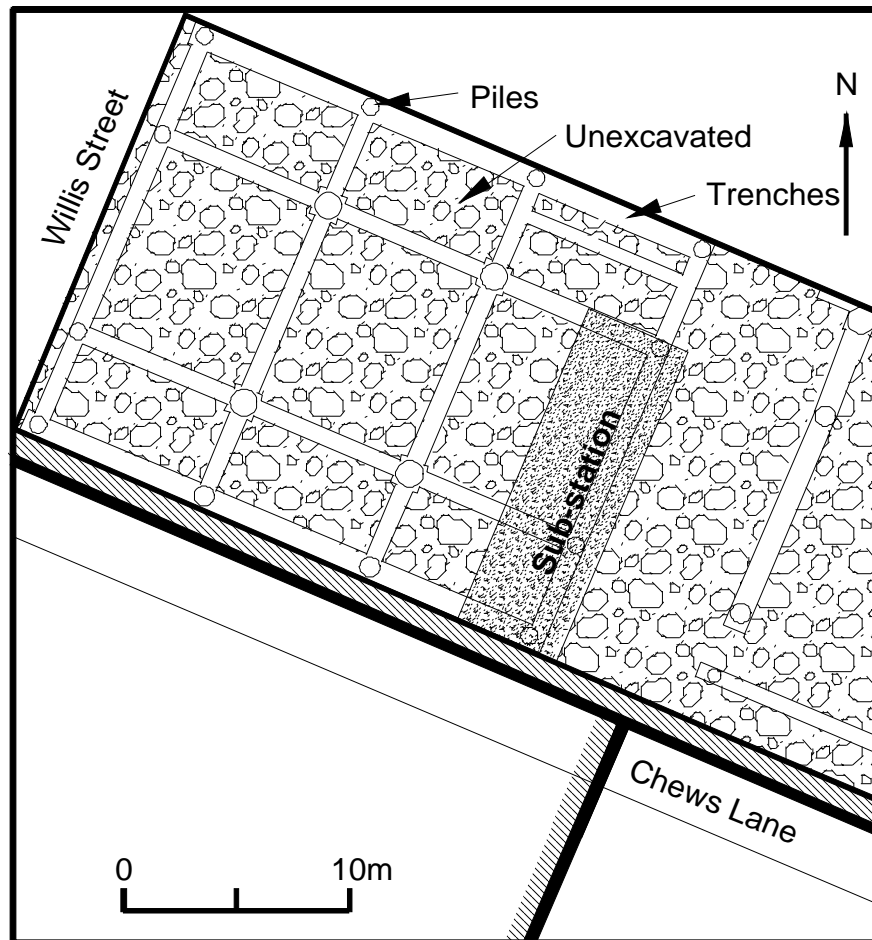 Piles
N
Unexcavated
Willis Street
Trenches
Sub-station
Chews Lane
0 10m